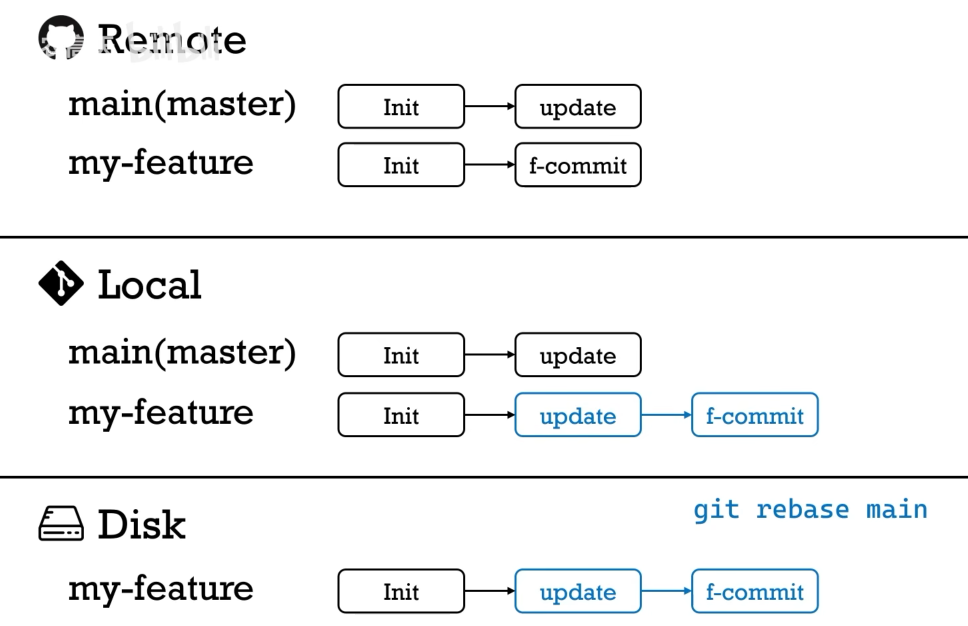 Remote
main(master) Init update
my-feature Init f-commit
Local
main(master) Init update
my-feature Init update f-commit
git rebase main
Disk
my-feature Init update f-commit